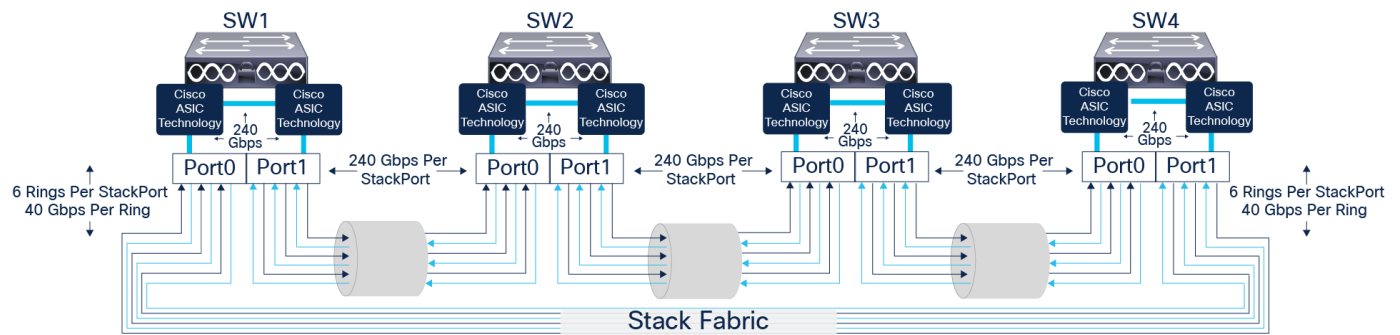 SW1
SW2
SW3
SW4
Cisco
ASIC
Technology
Cisco
ASIC
Technology
240
Gbps
Cisco
ASIC
Technology
Cisco
ASIC
Technology
240
Gbps
Cisco
ASIC
Technology
Cisco
ASIC
Technology
240
Gbps
Cisco
ASIC
Technology
Cisco
ASIC
Technology
240
Gbps
Port0
Port1
240 Gbps Per
StackPort
Port0
Port1
240 Gbps Per
StackPort
Port0
Port1
240 Gbps Per
StackPort
Port0
Port1
6 Rings Per StackPort
40 Gbps Per Ring
6 Rings Per StackPort
40 Gbps Per Ring
Stack Fabric